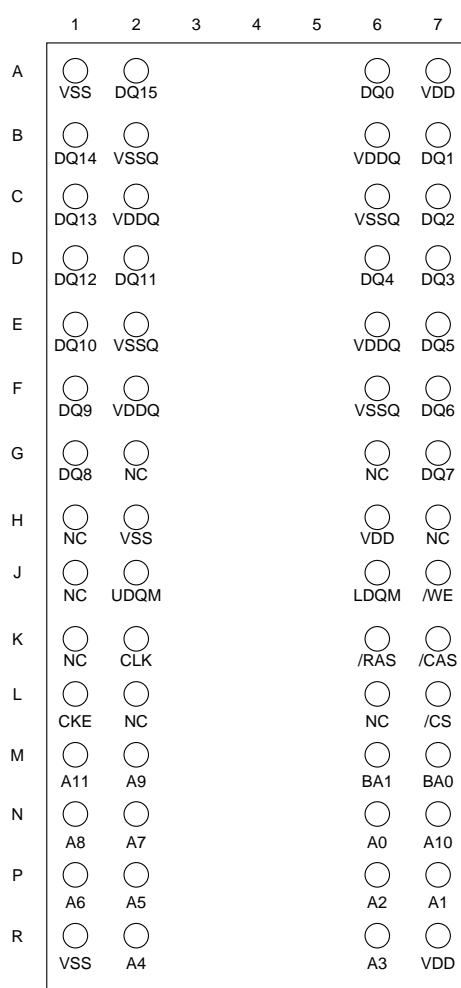 1 2 3 4 5 6 7
A
VSS DQ15 DQ0 VDD
B
DQ14 VSSQ VDDQ DQ1
C
DQ13 VDDQ VSSQ DQ2
D
DQ12 DQ11 DQ4 DQ3
E
DQ10 VSSQ VDDQ DQ5
F
DQ9 VDDQ VSSQ DQ6
G
DQ8 NC NC DQ7
H
NC VSS VDD NC
J
NC UDQM LDQM /WE
K
NC CLK /RAS /CAS
L
CKE NC NC /CS
M
A11 A9 BA1 BA0
N
A8 A7 A0 A10
P
A6 A5 A2 A1
R
VSS A4 A3 VDD